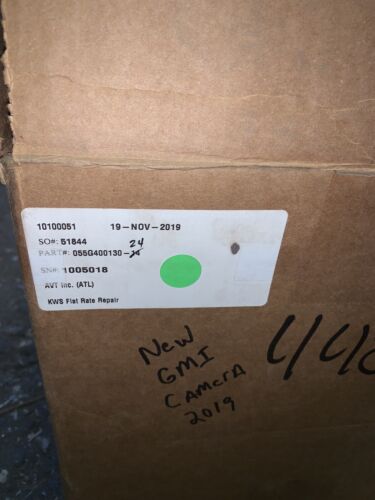 10100051 19-NOV-2019
SO#: 51844 24
PART#: 055G400130-14
SN#: 1005018
AVT Inc. (ATL)
KWS Flat Rate Repair
New
GMI
CAmerA
2019